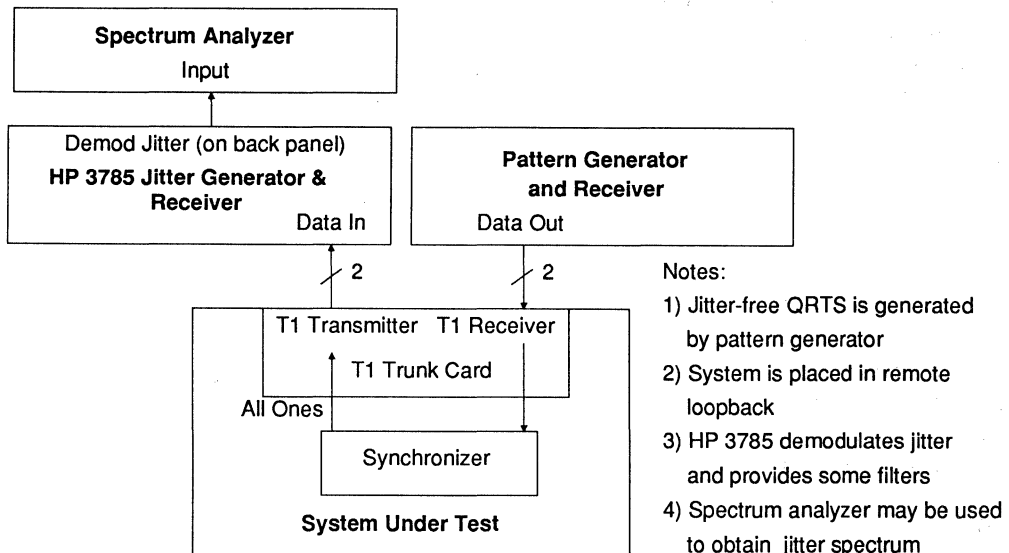 Spectrum Analyzer
Input
Demod Jitter (on back panel)
HP 3785 Jitter Generator &
Receiver
Data In
Pattern Generator
and Receiver
Data Out
2
2
T1 Transmitter T1 Receiver
T1 Trunk Card
All Ones
Synchronizer
System Under Test
Notes:
1) Jitter-free QRTS is generated
by pattern generator
2) System is placed in remote
loopback
3) HP 3785 demodulates jitter
and provides some filters
4) Spectrum analyzer may be used
to obtain jitter spectrum